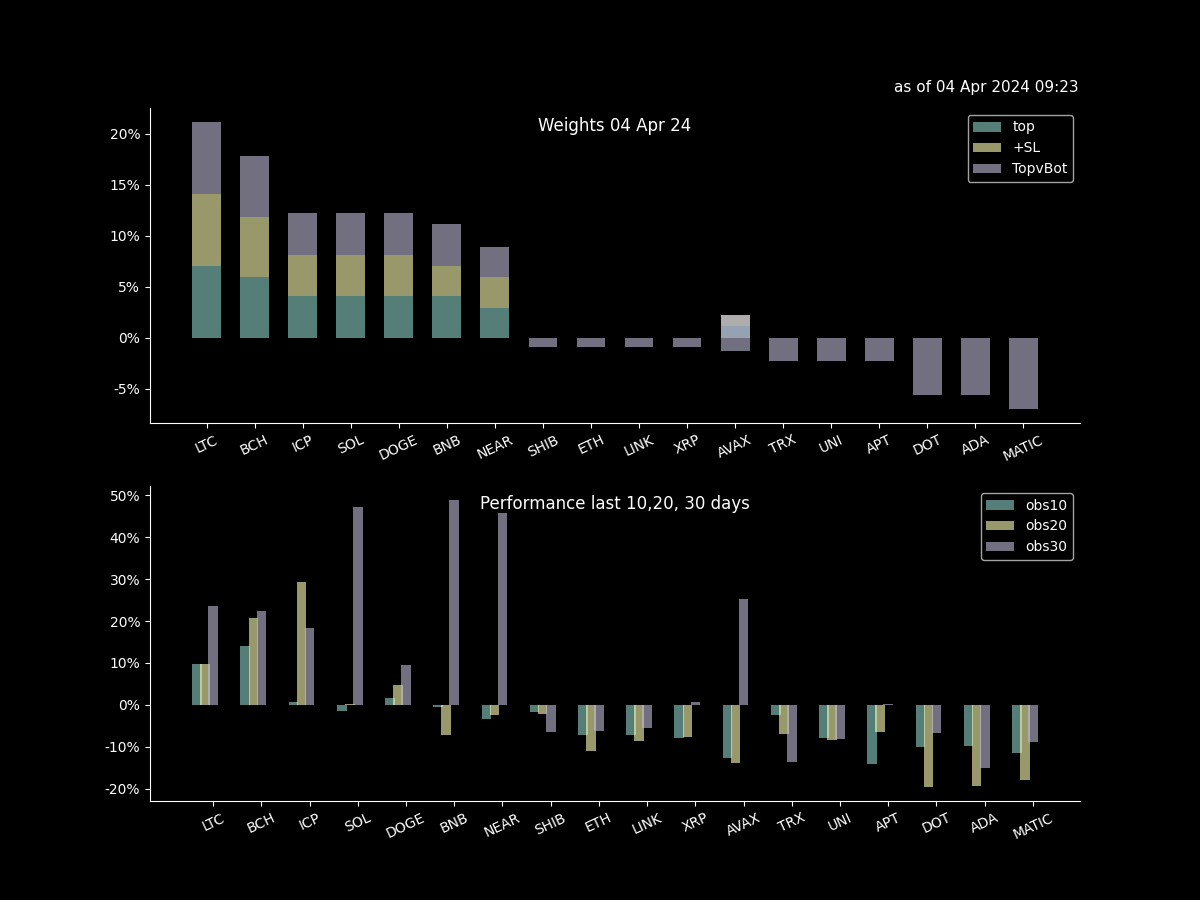 as of 04 Apr 2024 09:23
Weights 04 Apr 24
top
+SL
TopvBot
20%
15%
10%
5%
0%
-5%
LTC BCH ICP SOL DOGE BNB NEAR SHIB ETH LINK XRP AVAX TRX UNI APT DOT ADA MATIC
Performance last 10,20, 30 days
obs10
obs20
obs30
50%
40%
30%
20%
10%
0%
-10%
-20%
LTC BCH ICP SOL DOGE BNB NEAR SHIB ETH LINK XRP AVAX TRX UNI APT DOT ADA MATIC